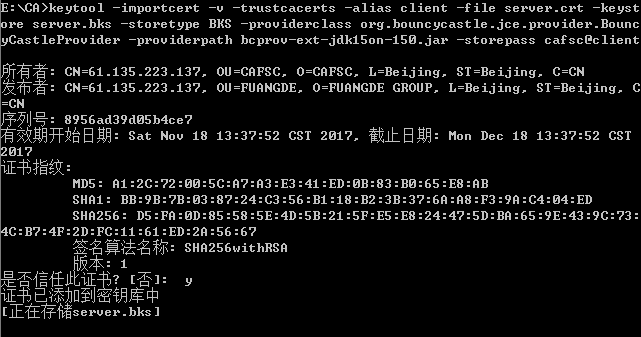 E:\CA>keytool -importcert -v -trustcacerts -alias client -file server.crt -keyst
ore server.bks -storetype BKS -providerclass org.bouncycastle.jce.provider.Bounc
yCastleProvider -providerpath bcprov-ext-jdk15on-150.jar -storepass cafsc@client
所有者: CN=61.135.223.137, OU=CAFSC, O=CAFSC, L=Beijing, ST=Beijing, C=CN
发布者: CN=61.135.223.137, OU=FUANGDE, O=FUANGDE GROUP, L=Beijing, ST=Beijing, C
=CN
序列号: 8956ad39d05b4ce7
有效期开始日期: Sat Nov 18 13:37:52 CST 2017, 截止日期: Mon Dec 18 13:37:52 CST
2017
证书指纹:
MD5: A1:2C:72:00:5C:A7:A3:E3:41:ED:0B:83:B0:65:E8:AB
SHA1: BB:9B:7B:03:87:24:C3:56:B1:18:B2:3B:37:6A:A8:F3:9A:C4:04:ED
SHA256: D5:FA:0D:85:58:5E:4D:5B:21:5F:E5:E8:24:47:5D:BA:65:9E:43:9C:73:
4C:B7:4F:2D:FC:11:61:ED:2A:56:67
签名算法名称: SHA256withRSA
版本: 1
是否信任此证书? [否]:  y
证书已添加到密钥库中
[正在存储server.bks]